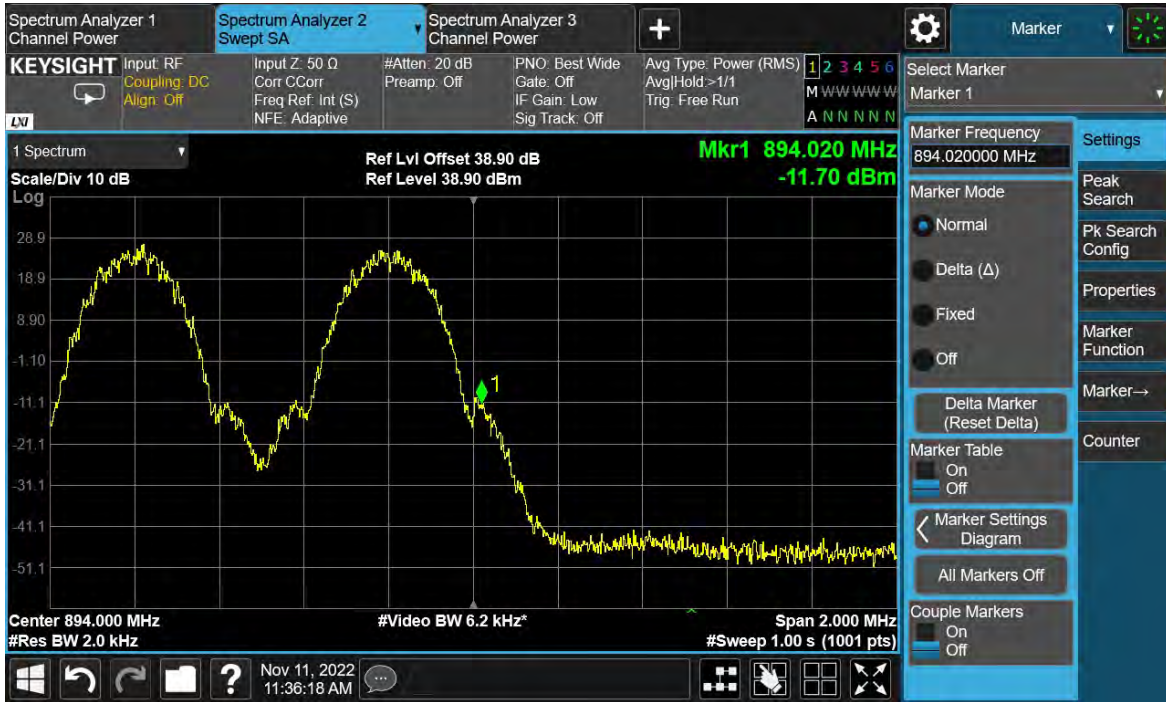 Spectrum Analyzer 1
Channel Power
Spectrum Analyzer 2
Swept SA
Spectrum Analyzer 3
Channel Power
Marker
KEYSIGHT
LXI
Input: RF
Coupling: DC
Align: Off
Input Z: 50 Ω
Corr CCorr
Freq Ref: Int (S)
NFE: Adaptive
#Atten: 20 dB
Preamp: Off
PNO: Best Wide
Gate: Off
IF Gain: Low
Sig Track: Off
Avg Type: Power (RMS)
Avg|Hold:>1/1
Trig: Free Run
1 2 3 4 5 6
M W W W W W
A N N N N N
Select Marker
Marker 1
1 Spectrum
Scale/Div 10 dB
Log
Ref Lvl Offset 38.90 dB
Ref Level 38.90 dBm
Mkr1 894.020 MHz
-11.70 dBm
28.9
18.9
8.90
-1.10
-11.1
-21.1
-31.1
-41.1
-51.1
1
Center 894.000 MHz
#Res BW 2.0 kHz
#Video BW 6.2 kHz*
Span 2.000 MHz
#Sweep 1.00 s (1001 pts)
Marker Frequency
894.020000 MHz
Marker Mode
Normal
Delta (Δ)
Fixed
Off
Delta Marker
(Reset Delta)
Marker Table
On
Off
Marker Settings
Diagram
All Markers Off
Couple Markers
On
Off
Settings
Peak
Search
Pk Search
Config
Properties
Marker
Function
Marker→
Counter
?
Nov 11, 2022
11:36:18 AM